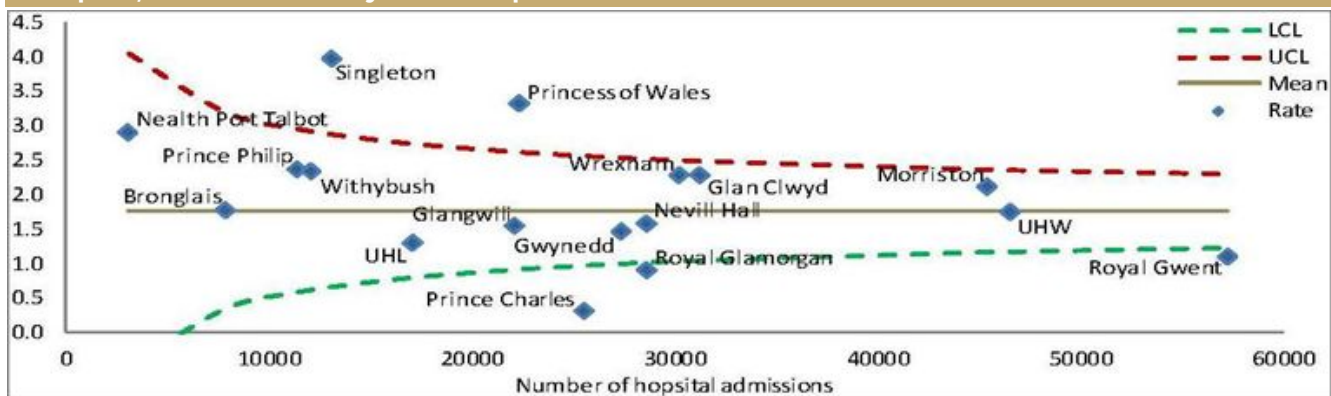 4.5
LCL
4.0
UCL
Singleton
3.5
Princess of Wales
Mean
3.0
Nealth Port Talbot
Rate
2.5
Prince Philip
Wrexham
Withybush
Glan Clwyd
Morriston
2.0
Bronglais
Glangwili
Nevill Hall
1.5
UHL
Gwynedd
UHW
1.0
Royal Glamorgan
Royal Gwent
0.5
Prince Charles
0.0
0 10000 20000 30000 40000 50000 60000
Number of hopsital admissions